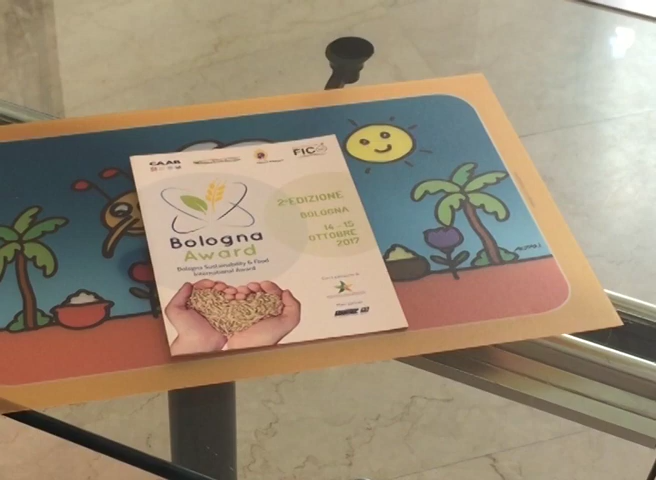 CAAB
FICO
2ª EDIZIONE
BOLOGNA
14 - 15
OTTOBRE
2017
Bologna
Award
Bologna Sustainability & Food
International Award